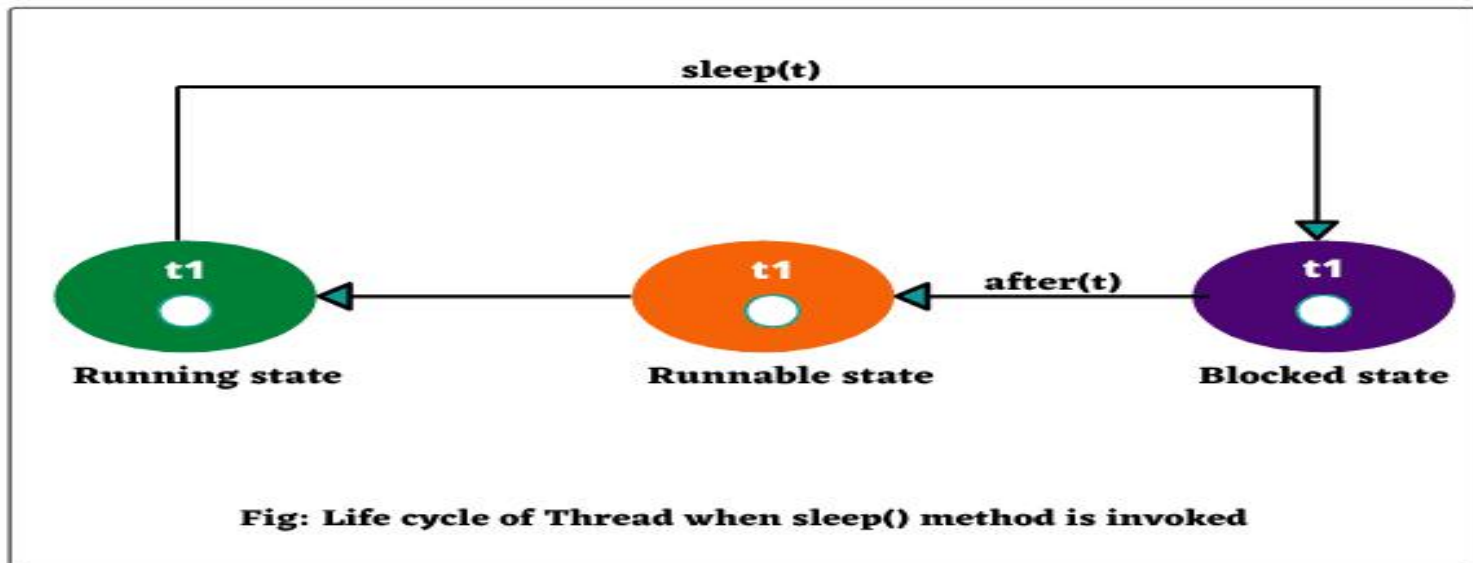 sleep(t)
t1
t1
after(t)
t1
Running state
Runnable state
Blocked state
Fig: Life cycle of Thread when sleep() method is invoked